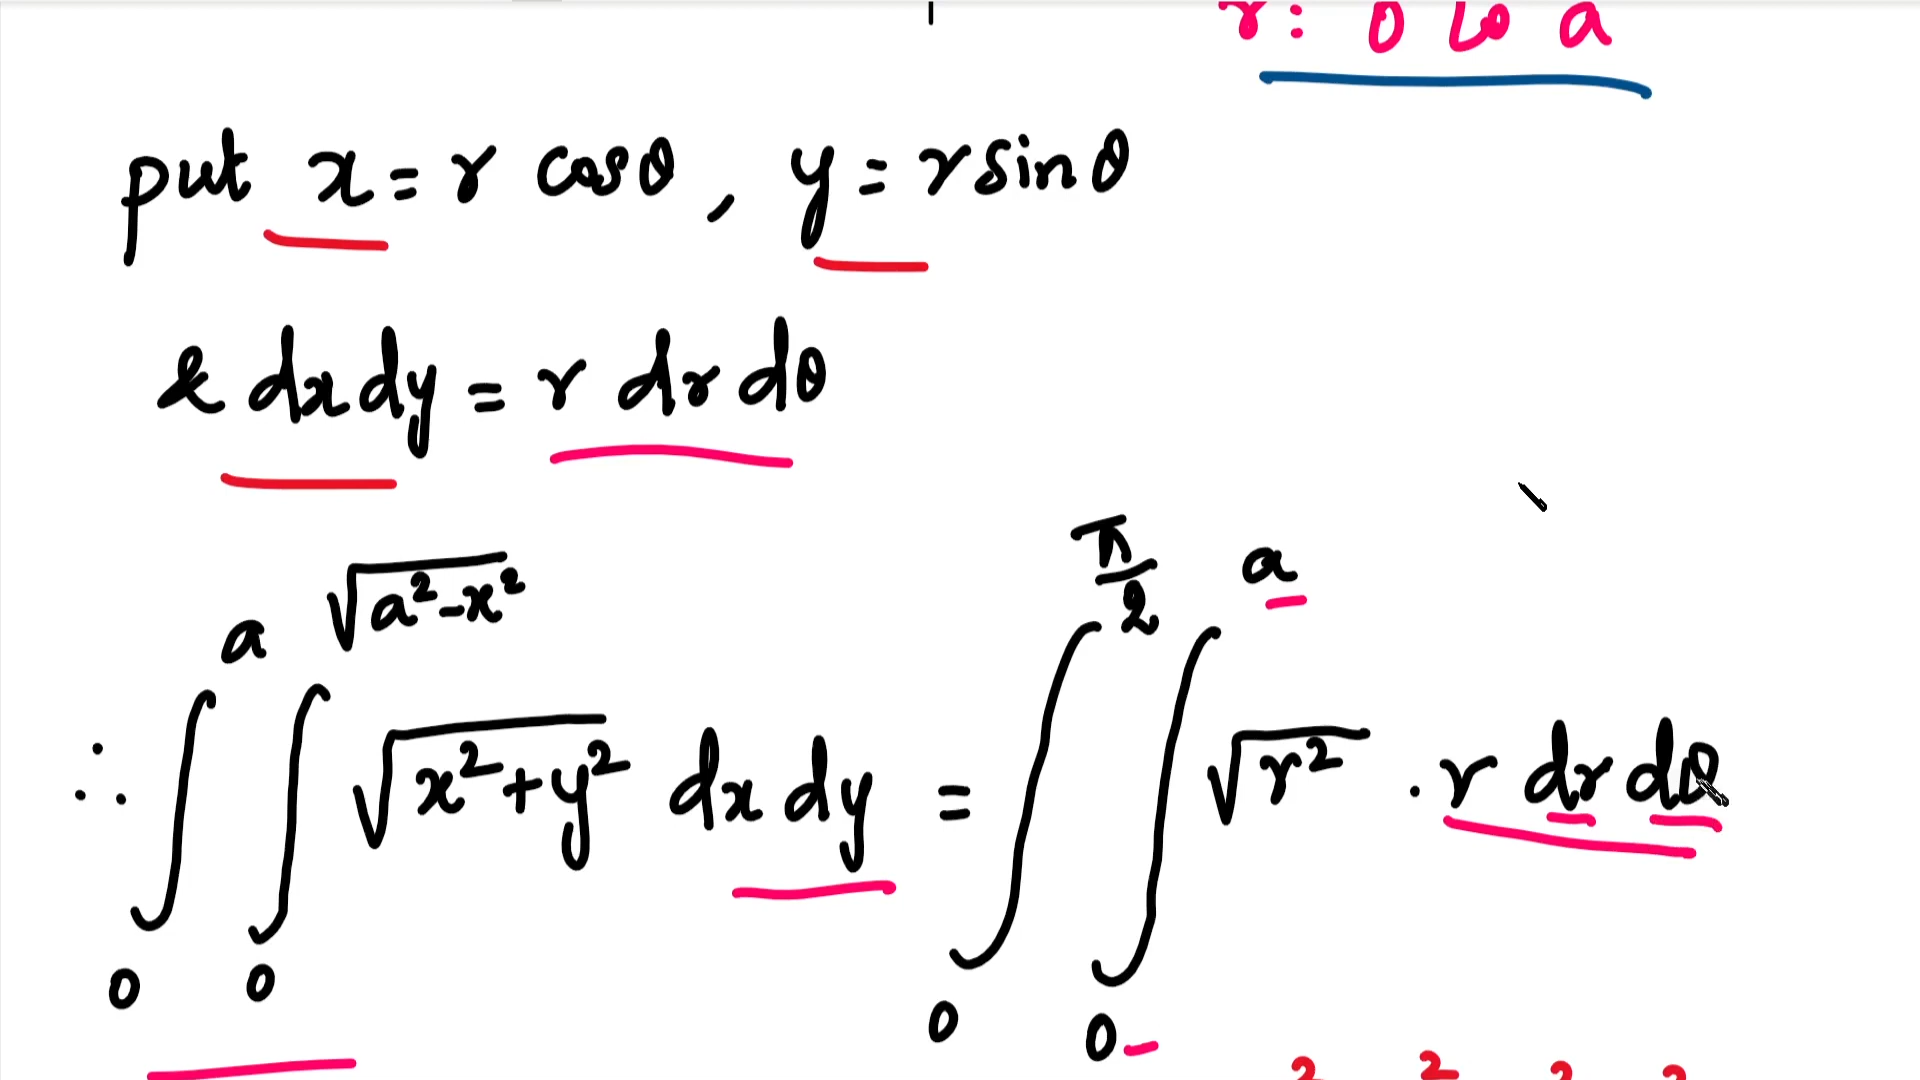 r: 0 to a
put x = r cosθ, y = r sinθ
& dx dy = r dr dθ
∴ ∫₀^a ∫₀^√(a²-x²) √(x²+y²) dx dy = ∫₀^(π/2) ∫₀^a √(r²) · r dr dθ